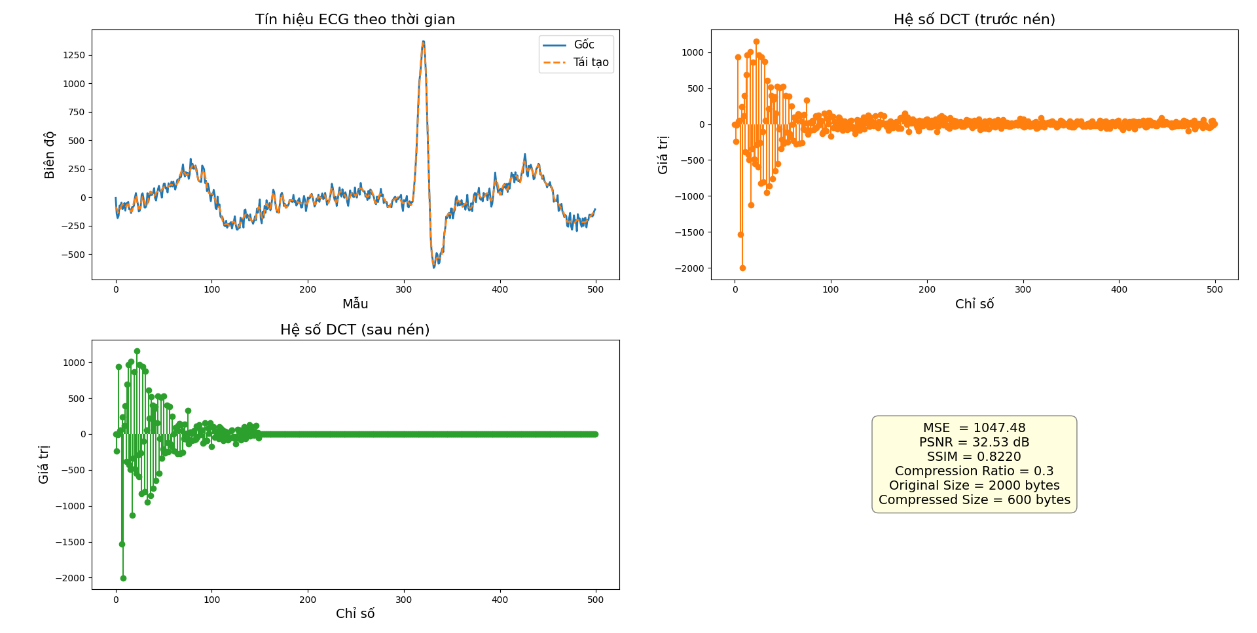 Tín hiệu ECG theo thời gian
1250
1000
750
500
250
0
−250
−500
0
100
200
300
400
500
Biên độ
Mẫu
Gốc
Tái tạo
Hệ số DCT (trước nén)
1000
500
0
−500
−1000
−1500
−2000
0
100
200
300
400
500
Giá trị
Chỉ số
Hệ số DCT (sau nén)
1000
500
0
−500
−1000
−1500
−2000
0
100
200
300
400
500
Giá trị
Chỉ số
MSE = 1047.48
PSNR = 32.53 dB
SSIM = 0.8220
Compression Ratio = 0.3
Original Size = 2000 bytes
Compressed Size = 600 bytes